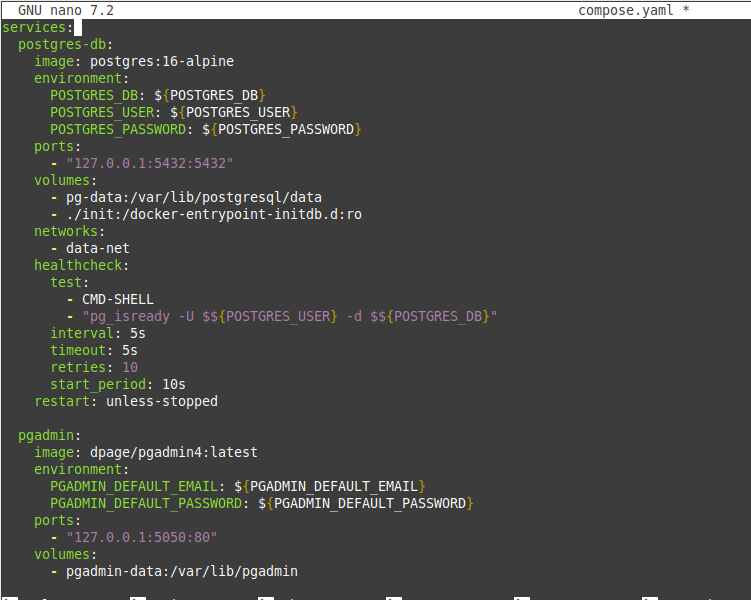 GNU nano 7.2 compose.yaml *
services:
  postgres-db:
    image: postgres:16-alpine
    environment:
      POSTGRES_DB: ${POSTGRES_DB}
      POSTGRES_USER: ${POSTGRES_USER}
      POSTGRES_PASSWORD: ${POSTGRES_PASSWORD}
    ports:
      - "127.0.0.1:5432:5432"
    volumes:
      - pg-data:/var/lib/postgresql/data
      - ./init:/docker-entrypoint-initdb.d:ro
    networks:
      - data-net
    healthcheck:
      test:
        - CMD-SHELL
        - "pg_isready -U $${POSTGRES_USER} -d $${POSTGRES_DB}"
      interval: 5s
      timeout: 5s
      retries: 10
      start_period: 10s
    restart: unless-stopped

  pgadmin:
    image: dpage/pgadmin4:latest
    environment:
      PGADMIN_DEFAULT_EMAIL: ${PGADMIN_DEFAULT_EMAIL}
      PGADMIN_DEFAULT_PASSWORD: ${PGADMIN_DEFAULT_PASSWORD}
    ports:
      - "127.0.0.1:5050:80"
    volumes:
      - pgadmin-data:/var/lib/pgadmin